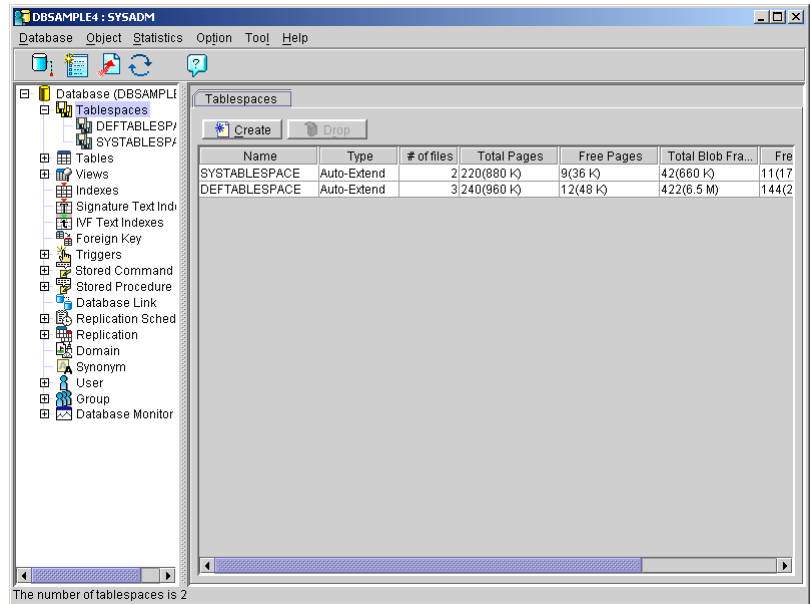 DBSAMPLE4 : SYSADM
Database Object Statistics Option Tool Help
Database (DBSAMPLE
Tablespaces
DEFTABLESPA
SYSTABLESPA
Tables
Views
Indexes
Signature Text Inde
IVF Text Indexes
Foreign Key
Triggers
Stored Command
Stored Procedure
Database Link
Replication Sched
Replication
Domain
Synonym
User
Group
Database Monitor
Tablespaces
Create Drop
Name Type # of files Total Pages Free Pages Total Blob Fra... Fre
SYSTABLESPACE Auto-Extend 2 220(880 K) 9(36 K) 42(660 K) 11(17
DEFTABLESPACE Auto-Extend 3 240(960 K) 12(48 K) 422(6.5 M) 144(2
The number of tablespaces is 2